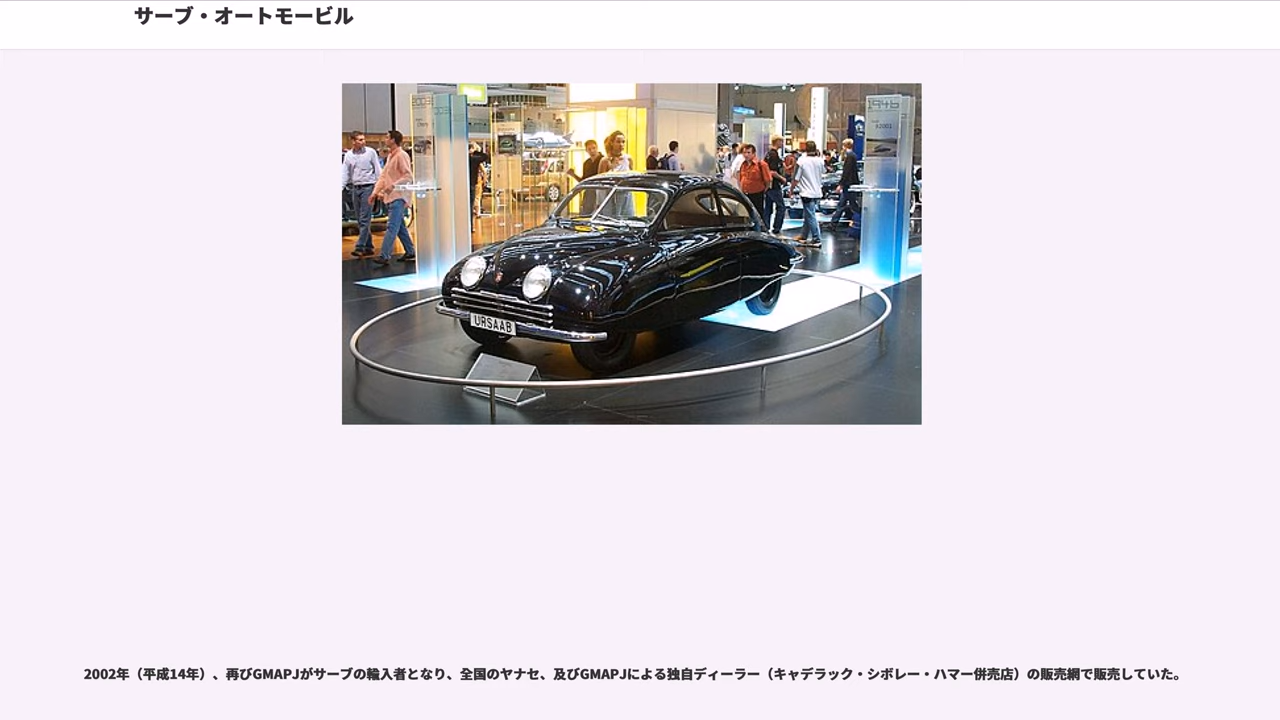 サーブ・オートモービル
1946
URSAAB
2002年（平成14年）、再びGMAPJがサーブの輸入者となり、全国のヤナセ、及びGMAPJによる独自ディーラー（キャデラック・シボレー・ハマー併売店）の販売網で販売していた。